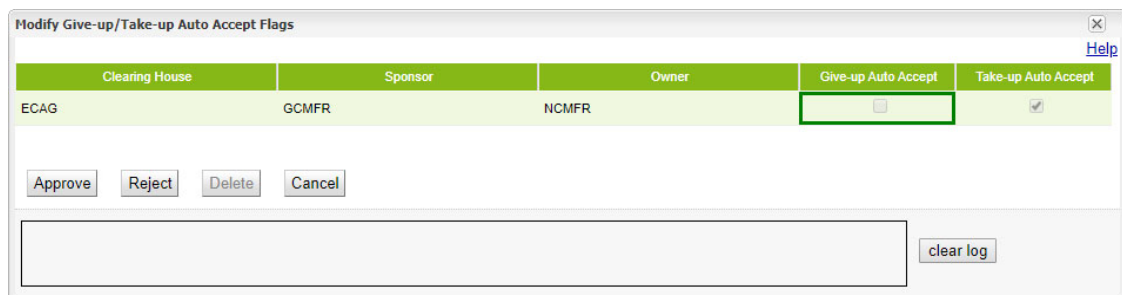 Modify Give-up/Take-up Auto Accept Flags
Help
Clearing House Sponsor Owner Give-up Auto Accept Take-up Auto Accept
ECAG GCMFR NCMFR
Approve Reject Delete Cancel
clear log